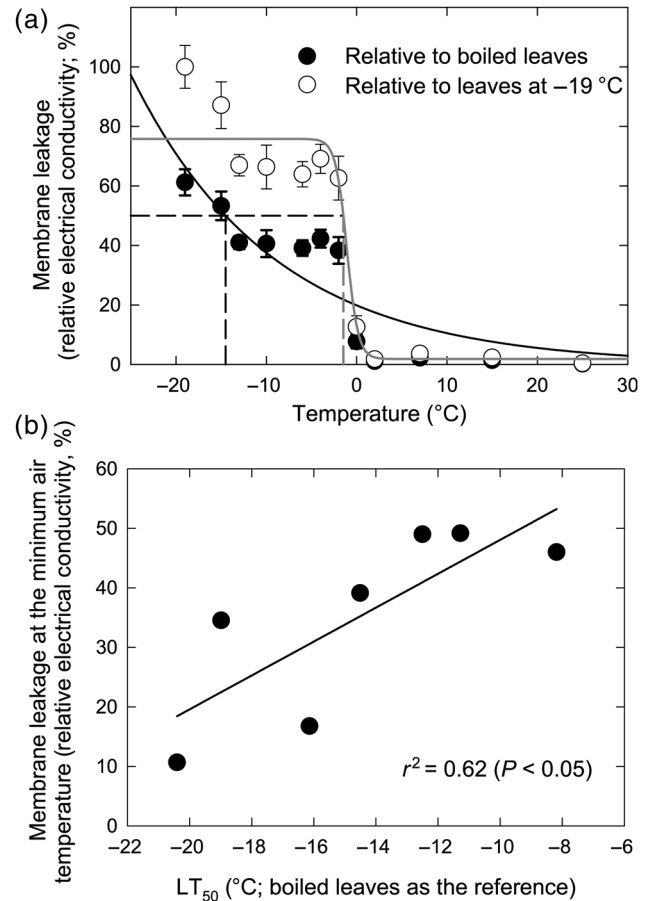 (a)
Membrane leakage
(relative electrical conductivity; %)
100
80
60
40
20
0
Relative to boiled leaves
Relative to leaves at –19 °C
–20
–10
0
10
20
30
Temperature (°C)
(b)
Membrane leakage at the minimum air
temperature (relative electrical conductivity, %)
60
50
40
30
20
10
0
r² = 0.62 (P < 0.05)
–22
–20
–18
–16
–14
–12
–10
–8
–6
LT₅₀ (°C; boiled leaves as the reference)